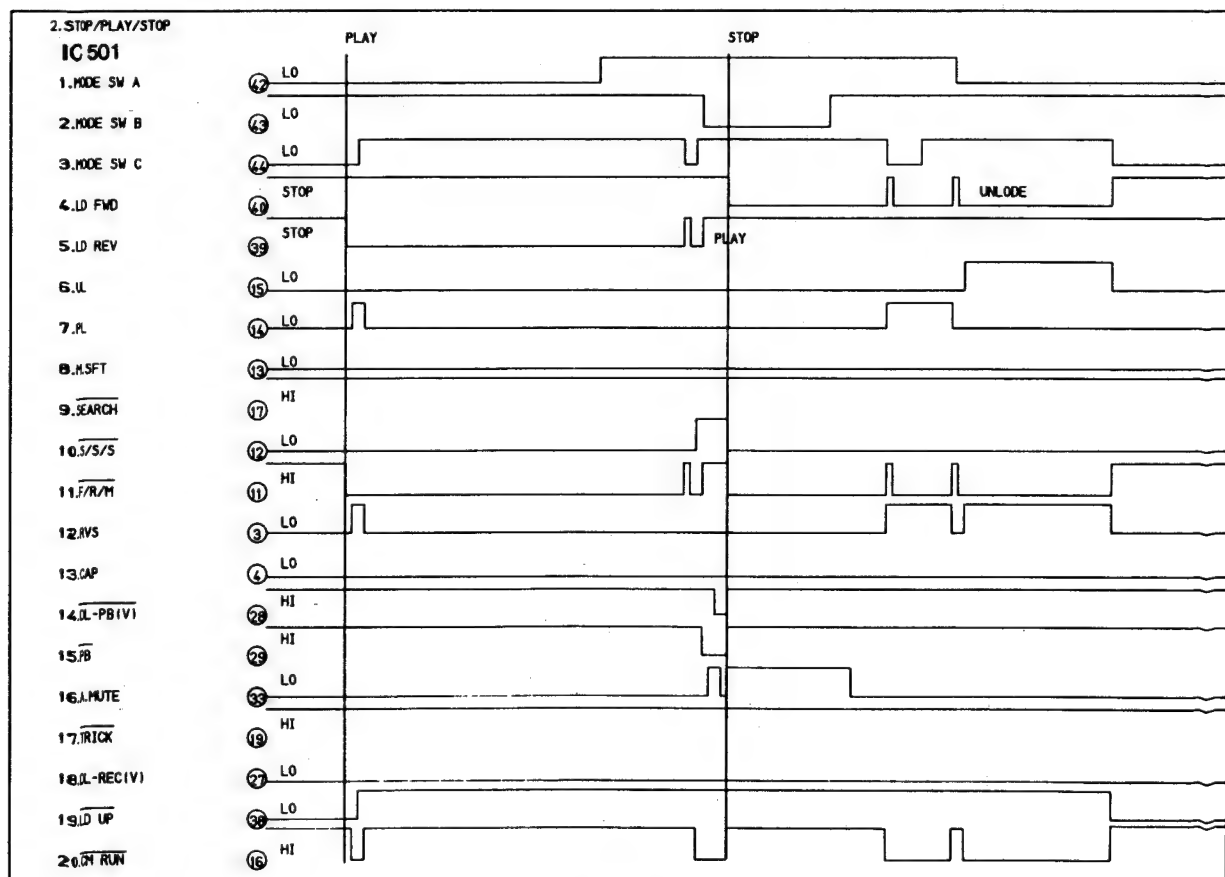 2.STOP/PLAY/STOP
IC 501
PLAY
STOP
1.MODE SW A 42 LO
2.MODE SW B 43 LO
3.MODE SW C 44 LO
4.LD FWD 40 STOP UNLODE
5.LD REV 39 STOP PLAY
6.UL 15 LO
7.PL 14 LO
8.M.SFT 13 LO
9.SEARCH 17 HI
10.S/S/S 12 LO
11.F/R/M 11 HI
12.RVS 3 LO
13.CAP 4 LO
14.DL-PB(V) 28 HI
15.PB 29 HI
16.A.MUTE 33 LO
17.TRICK 19 HI
18.DL-REC(V) 27 LO
19.LD UP 38 LO
20.CM RUN 16 HI